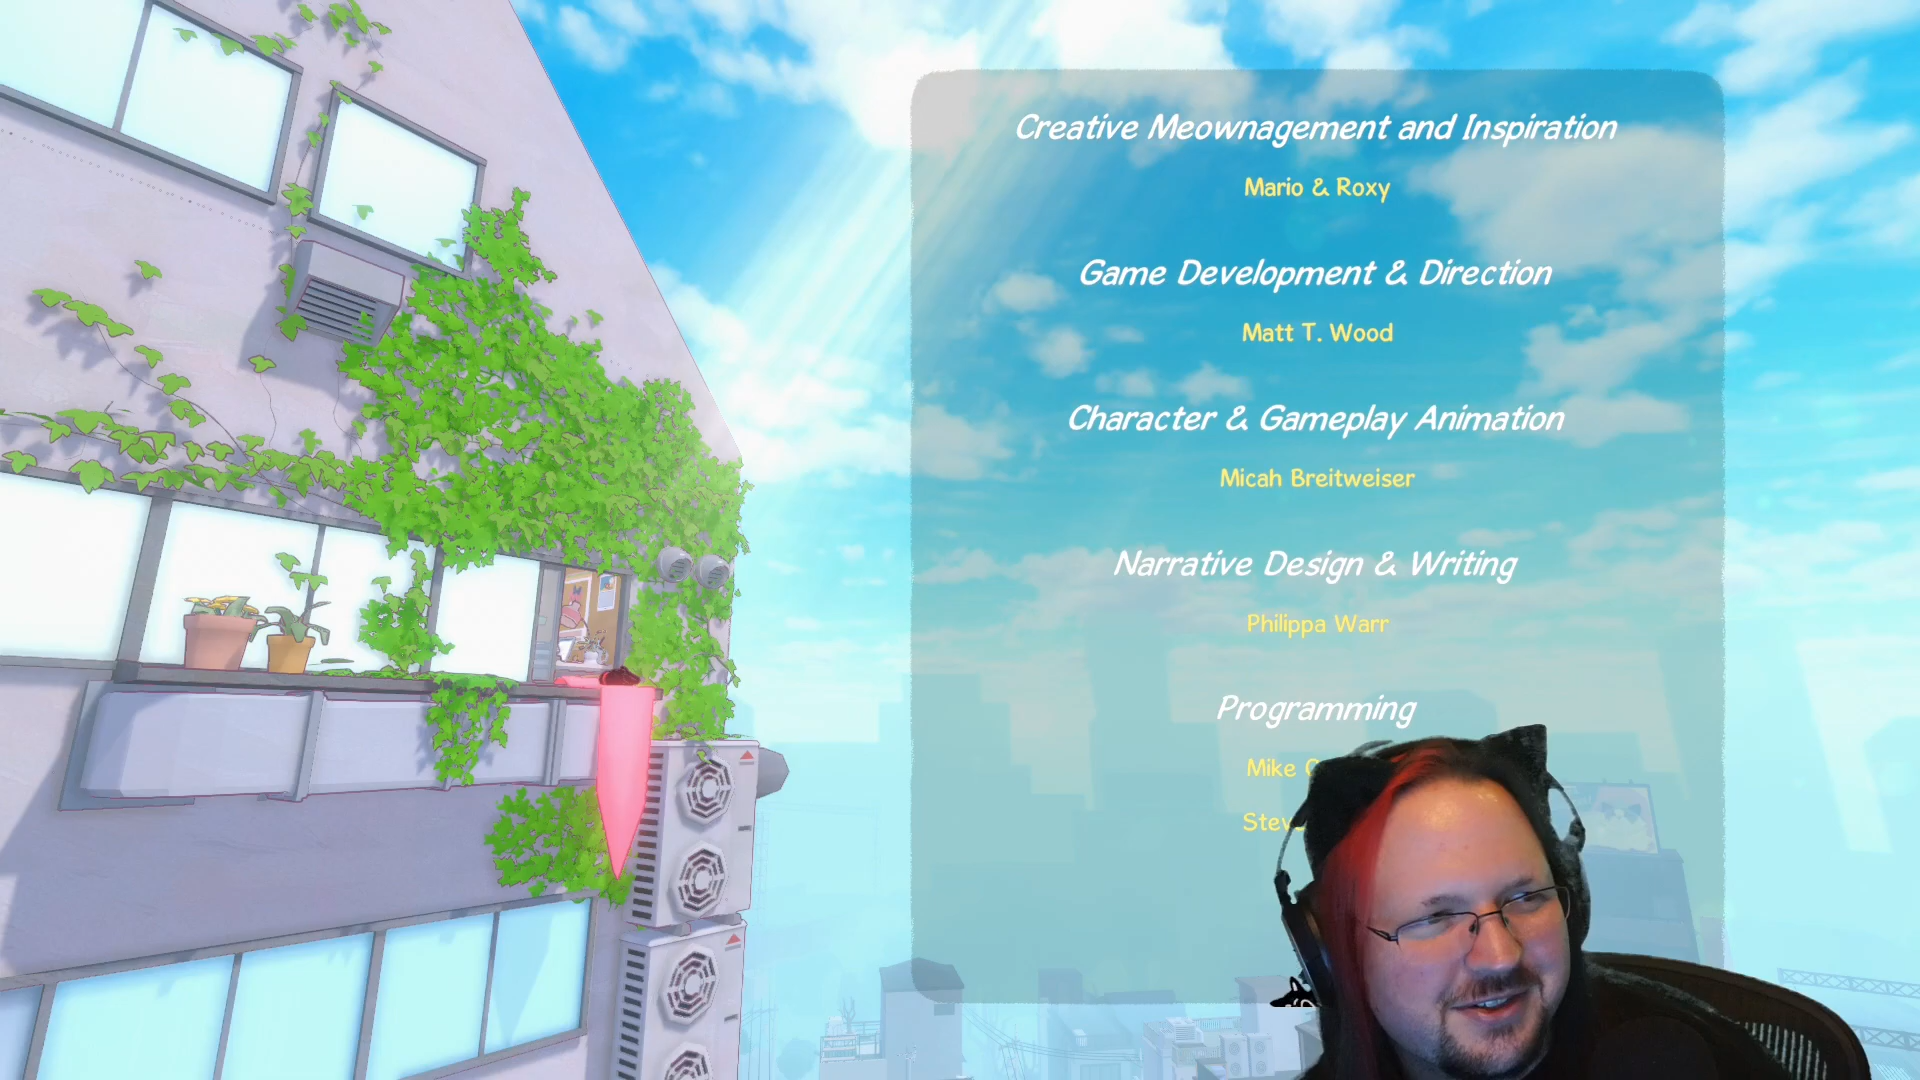 Creative Meownagement and Inspiration
Mario & Roxy
Game Development & Direction
Matt T. Wood
Character & Gameplay Animation
Micah Breitweiser
Narrative Design & Writing
Philippa Warr
Programming
Mike